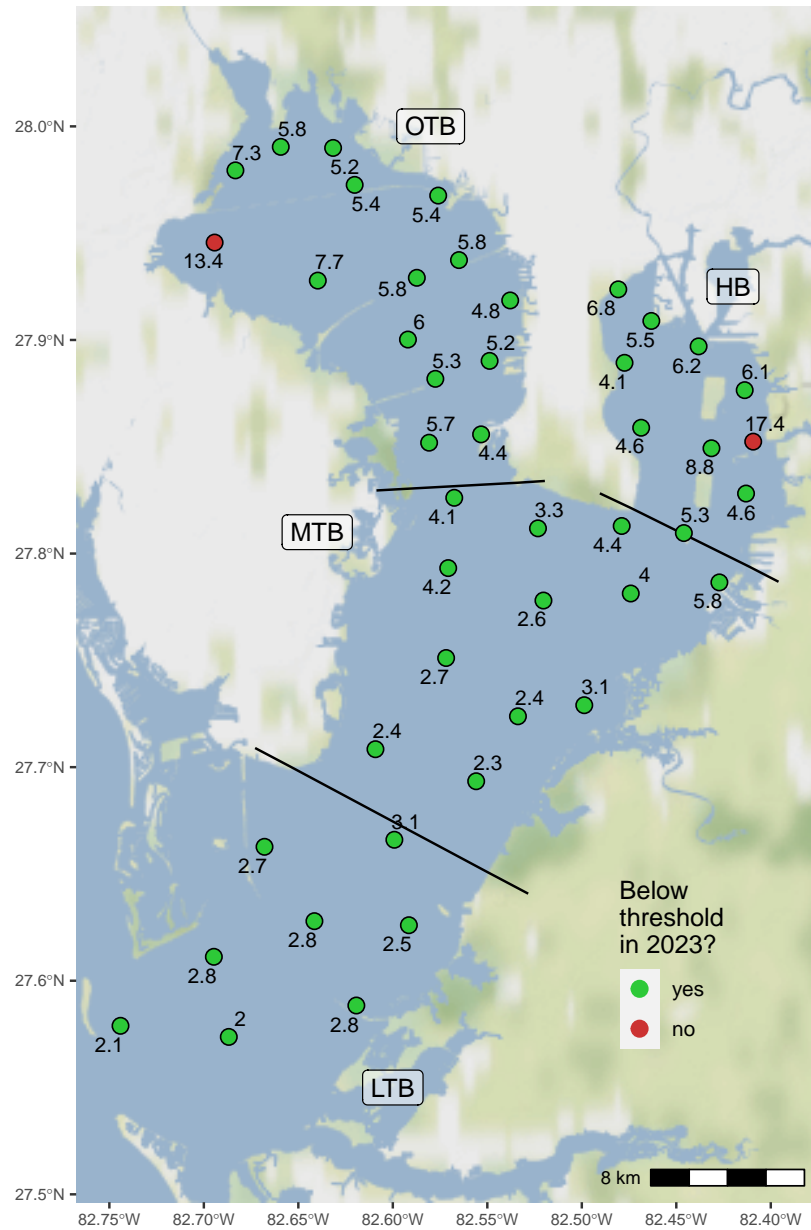 OTB
5.8
7.3
5.2
5.4
5.4
13.4
7.7
5.8
5.8
4.8
HB
6.8
5.5
6.2
6
5.3
5.2
4.1
6.1
17.4
5.7
4.4
4.6
8.8
4.6
MTB
4.1
3.3
4.4
5.3
4.2
2.6
4
5.8
2.7
2.4
3.1
2.4
2.3
3.1
2.7
2.8
2.5
2.8
2.8
2
2.1
LTB
Below
threshold
in 2023?
yes
no
8 km
28.0°N
27.9°N
27.8°N
27.7°N
27.6°N
27.5°N
82.75°W 82.70°W 82.65°W 82.60°W 82.55°W 82.50°W 82.45°W 82.40°W